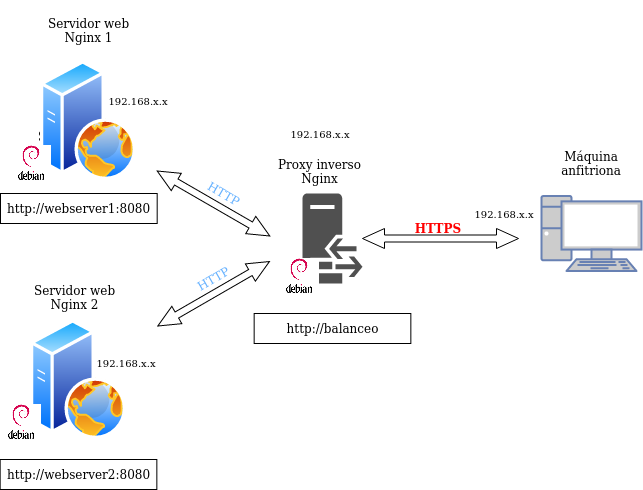 Servidor web
Nginx 1
192.168.x.x
debian
http://webserver1:8080
HTTP
192.168.x.x
Proxy inverso
Nginx
debian
http://balanceo
HTTPS
Máquina
anfitriona
192.168.x.x
HTTP
Servidor web
Nginx 2
192.168.x.x
debian
http://webserver2:8080